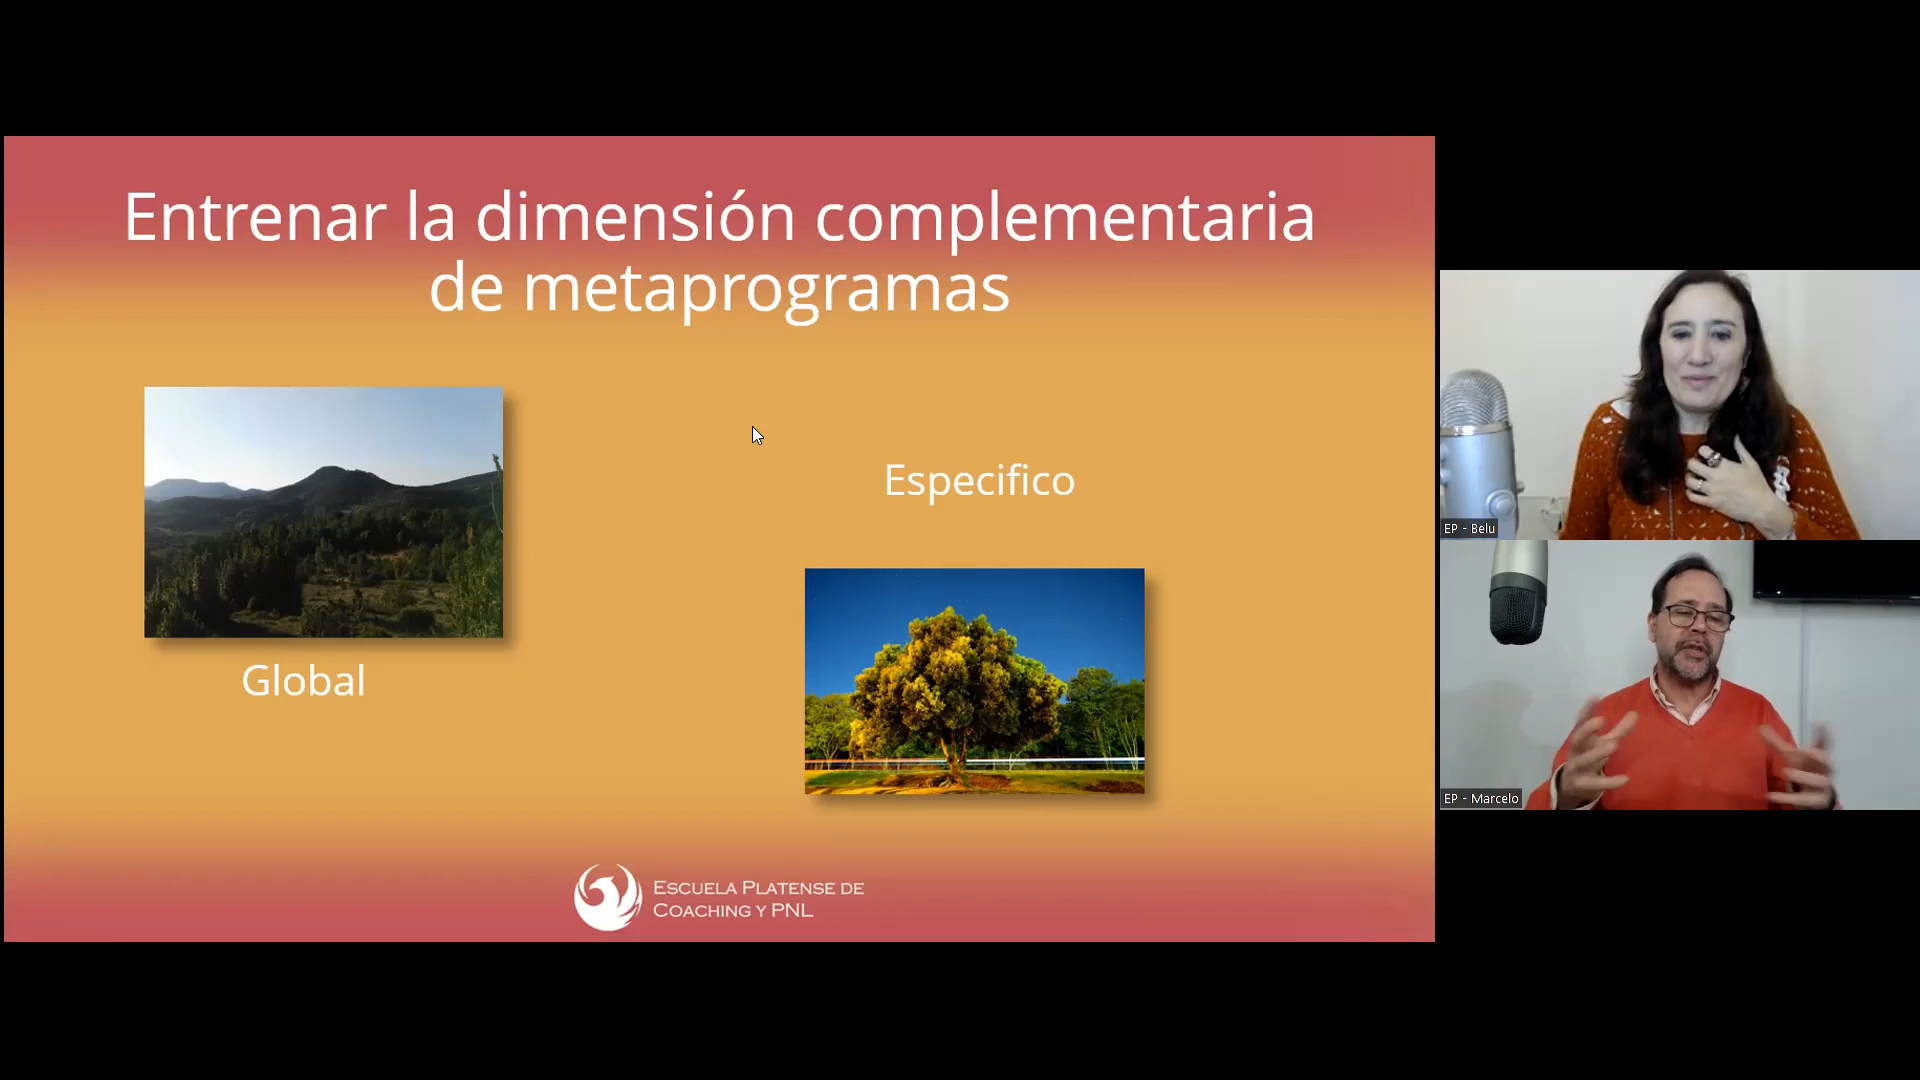 Entrenar la dimensión complementaria
de metaprogramas
Especifico
Global
ESCUELA PLATENSE DE
COACHING Y PNL
EP - Belu
EP - Marcelo